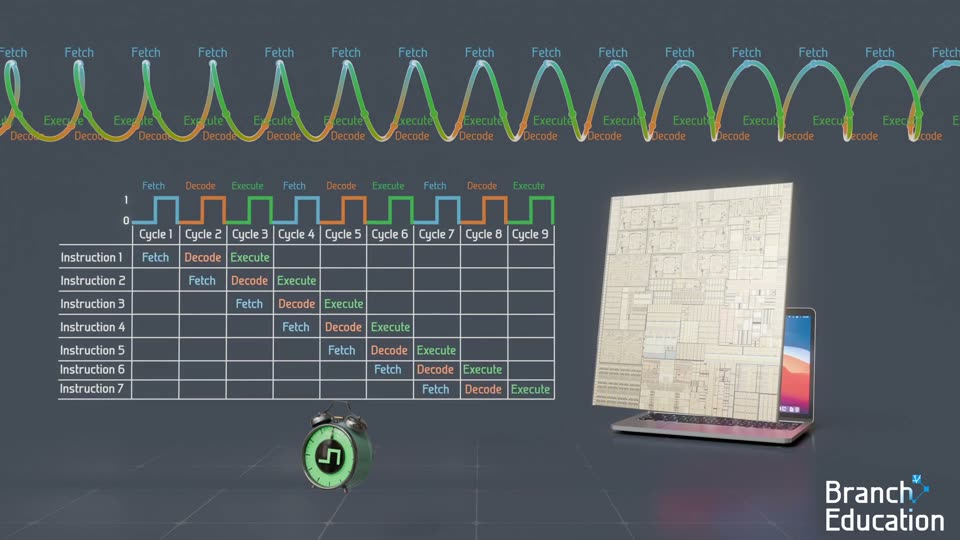 Fetch Fetch Fetch Fetch Fetch Fetch Fetch Fetch Fetch Fetch Fetch Fetch Fetch Fetch Fetch
Execute Execute Execute Execute Execute Execute Execute Execute Execute Execute Execute Execute Execute
Decode Decode Decode Decode Decode Decode Decode Decode Decode Decode Decode Decode Decode Decode
Fetch Decode Execute Fetch Decode Execute Fetch Decode Execute
1
0
Cycle 1 Cycle 2 Cycle 3 Cycle 4 Cycle 5 Cycle 6 Cycle 7 Cycle 8 Cycle 9
Instruction 1 Fetch Decode Execute
Instruction 2 Fetch Decode Execute
Instruction 3 Fetch Decode Execute
Instruction 4 Fetch Decode Execute
Instruction 5 Fetch Decode Execute
Instruction 6 Fetch Decode Execute
Instruction 7 Fetch Decode Execute
Branch
Education